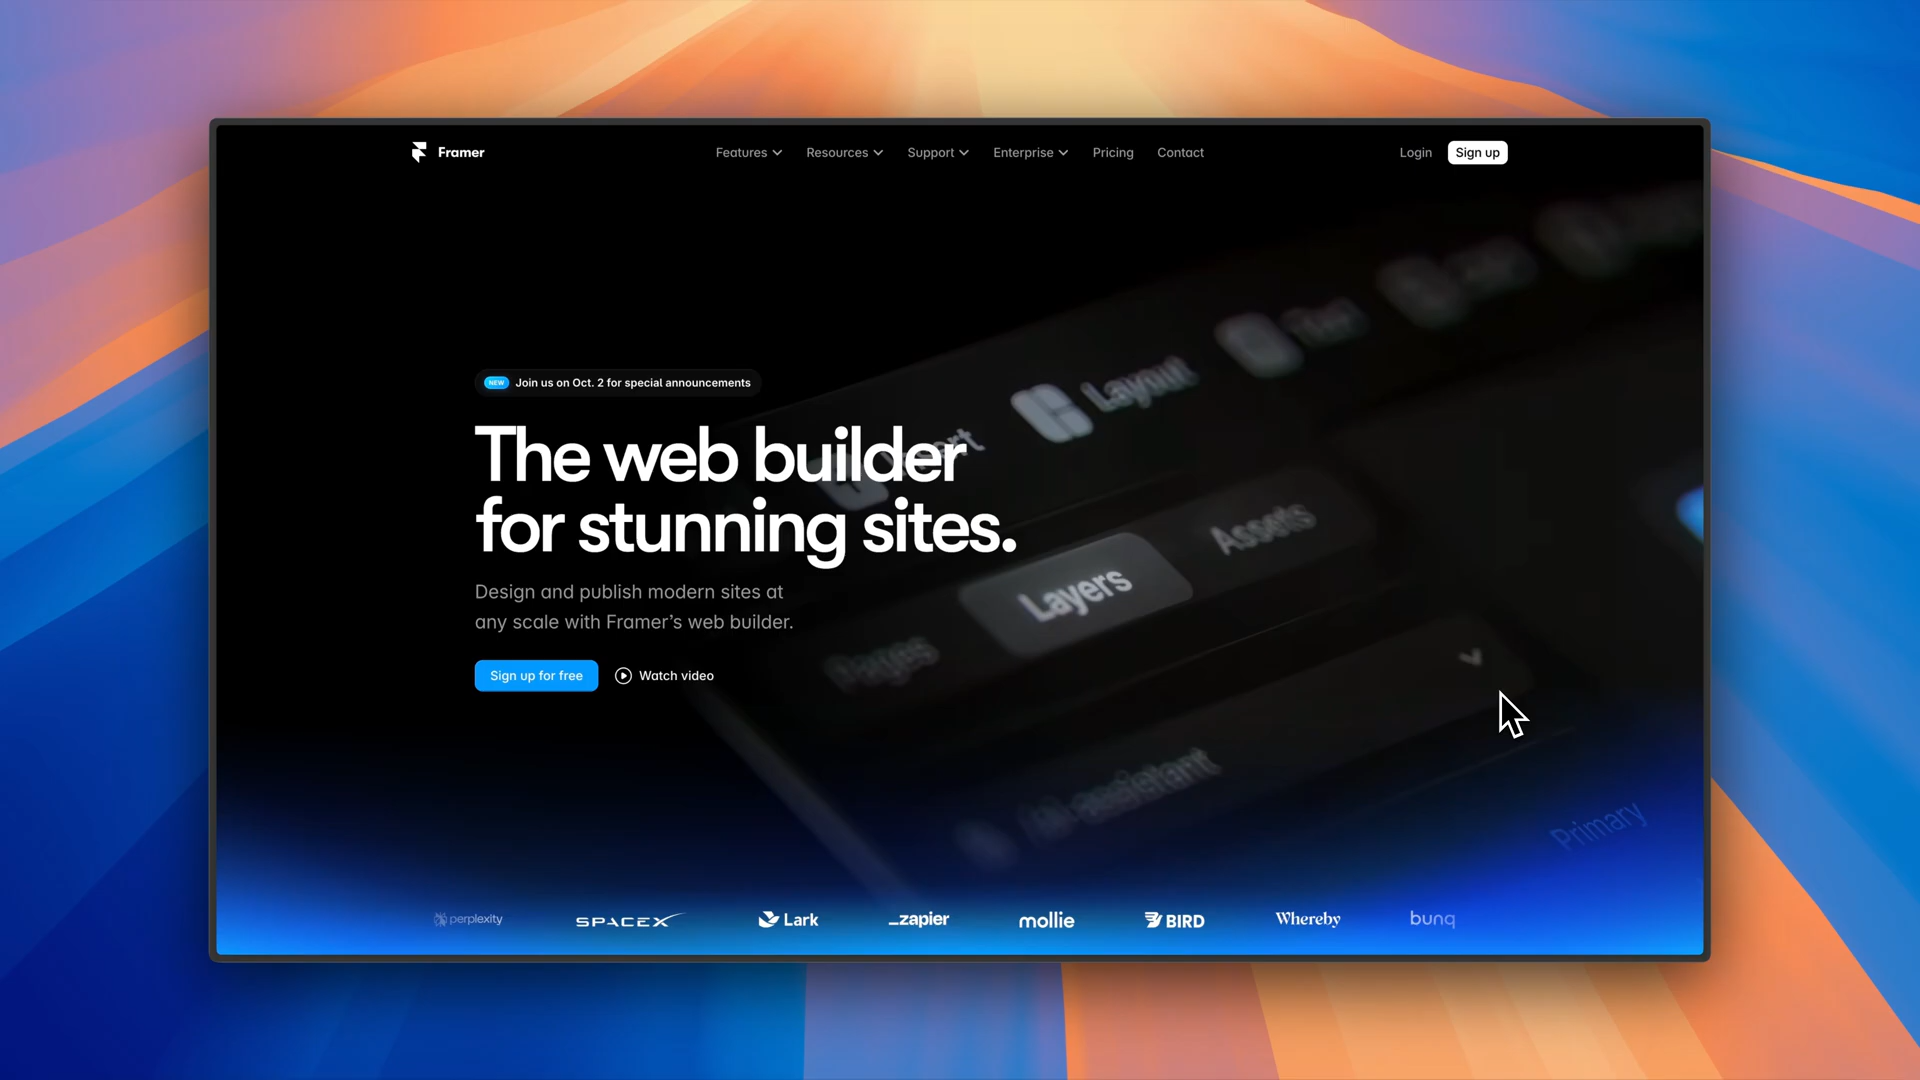 Framer
Features
Resources
Support
Enterprise
Pricing
Contact
Login
Sign up
NEW Join us on Oct. 2 for special announcements
The web builder
for stunning sites.
Design and publish modern sites at
any scale with Framer’s web builder.
Sign up for free
Watch video
Layout
Layers
Assets
Pages
Primary
perplexity
SPACEX
Lark
_zapier
mollie
BIRD
Whereby
bunq